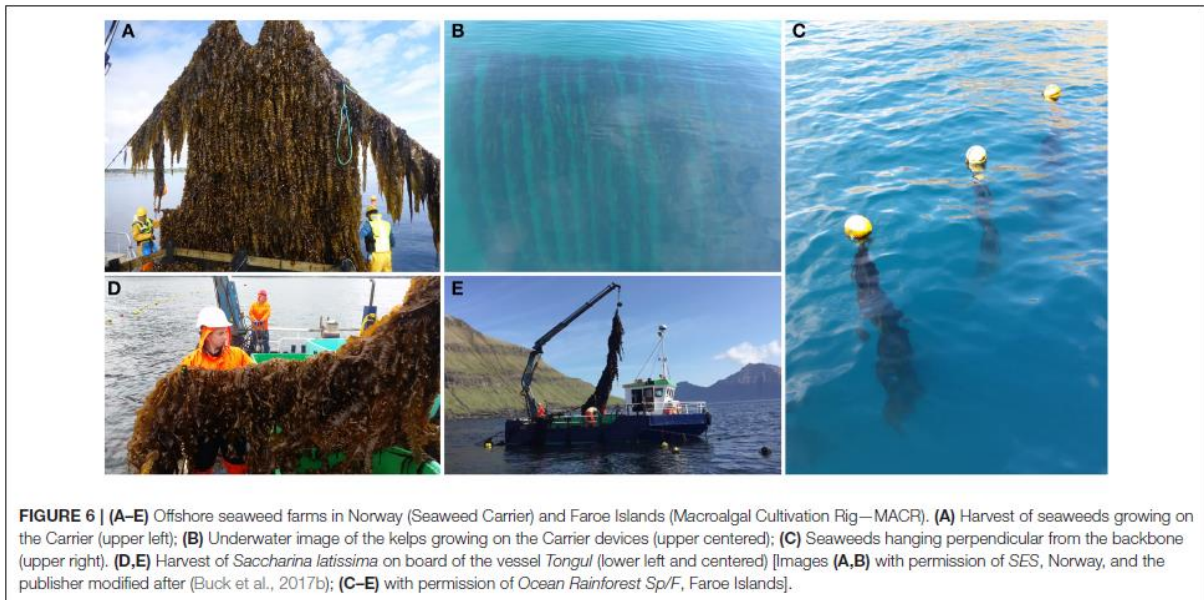 A
B
C
D
E
FIGURE 6 | (A–E) Offshore seaweed farms in Norway (Seaweed Carrier) and Faroe Islands (Macroalgal Cultivation Rig—MACR). (A) Harvest of seaweeds growing on
the Carrier (upper left); (B) Underwater image of the kelps growing on the Carrier devices (upper centered); (C) Seaweeds hanging perpendicular from the backbone
(upper right). (D,E) Harvest of Saccharina latissima on board of the vessel Tongul (lower left and centered) [Images (A,B) with permission of SES, Norway, and the
publisher modified after (Buck et al., 2017b); (C–E) with permission of Ocean Rainforest Sp/F, Faroe Islands].